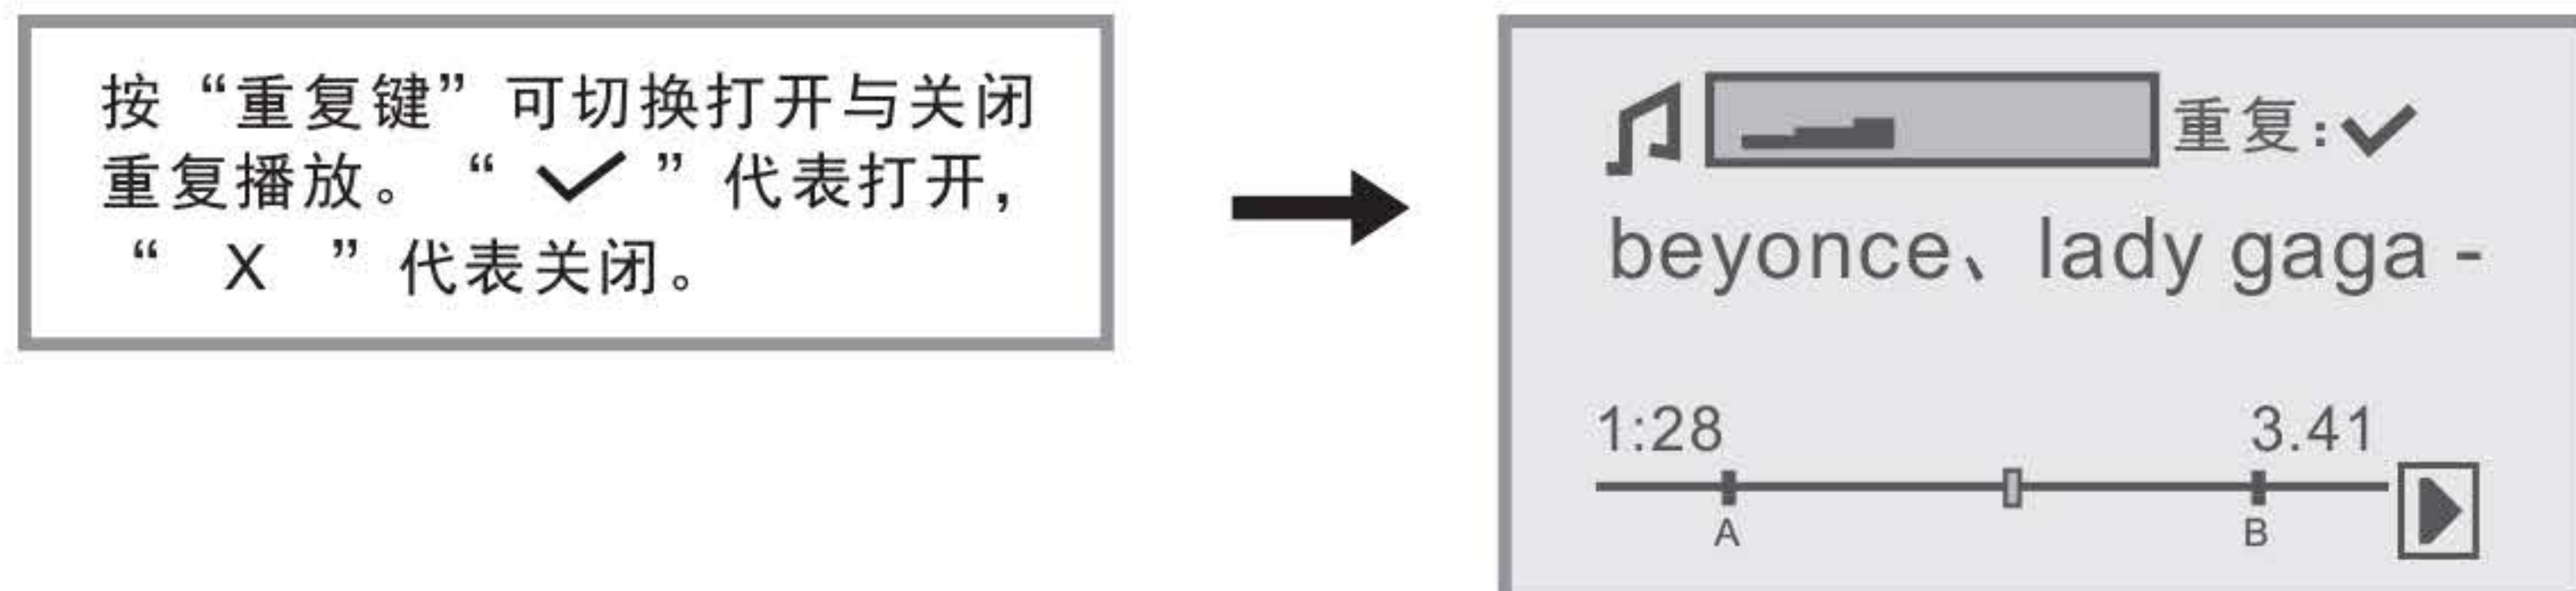 按“重复键”可切换打开与关闭
重复播放。“ ✓ ”代表打开，
“ X ”代表关闭。
重复:✓
beyonce、lady gaga -
1:28 3.41
A B